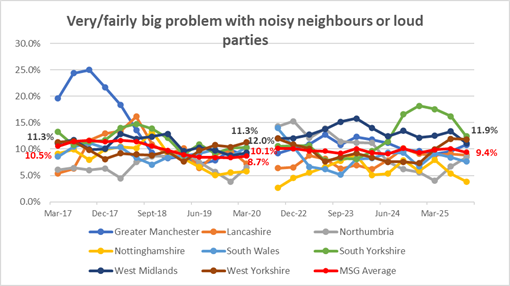 Very/fairly big problem with noisy neighbours or loud
parties
30.0%
25.0%
20.0%
15.0%
10.0%
5.0%
0.0%
11.3%
10.5%
11.3%
12.0%
10.1%
8.7%
11.9%
9.4%
Mar-17 Dec-17 Sept-18 Jun-19 Mar-20 Dec-22 Sep-23 Jun-24 Mar-25
Greater Manchester Lancashire Northumbria
Nottinghamshire South Wales South Yorkshire
West Midlands West Yorkshire MSG Average